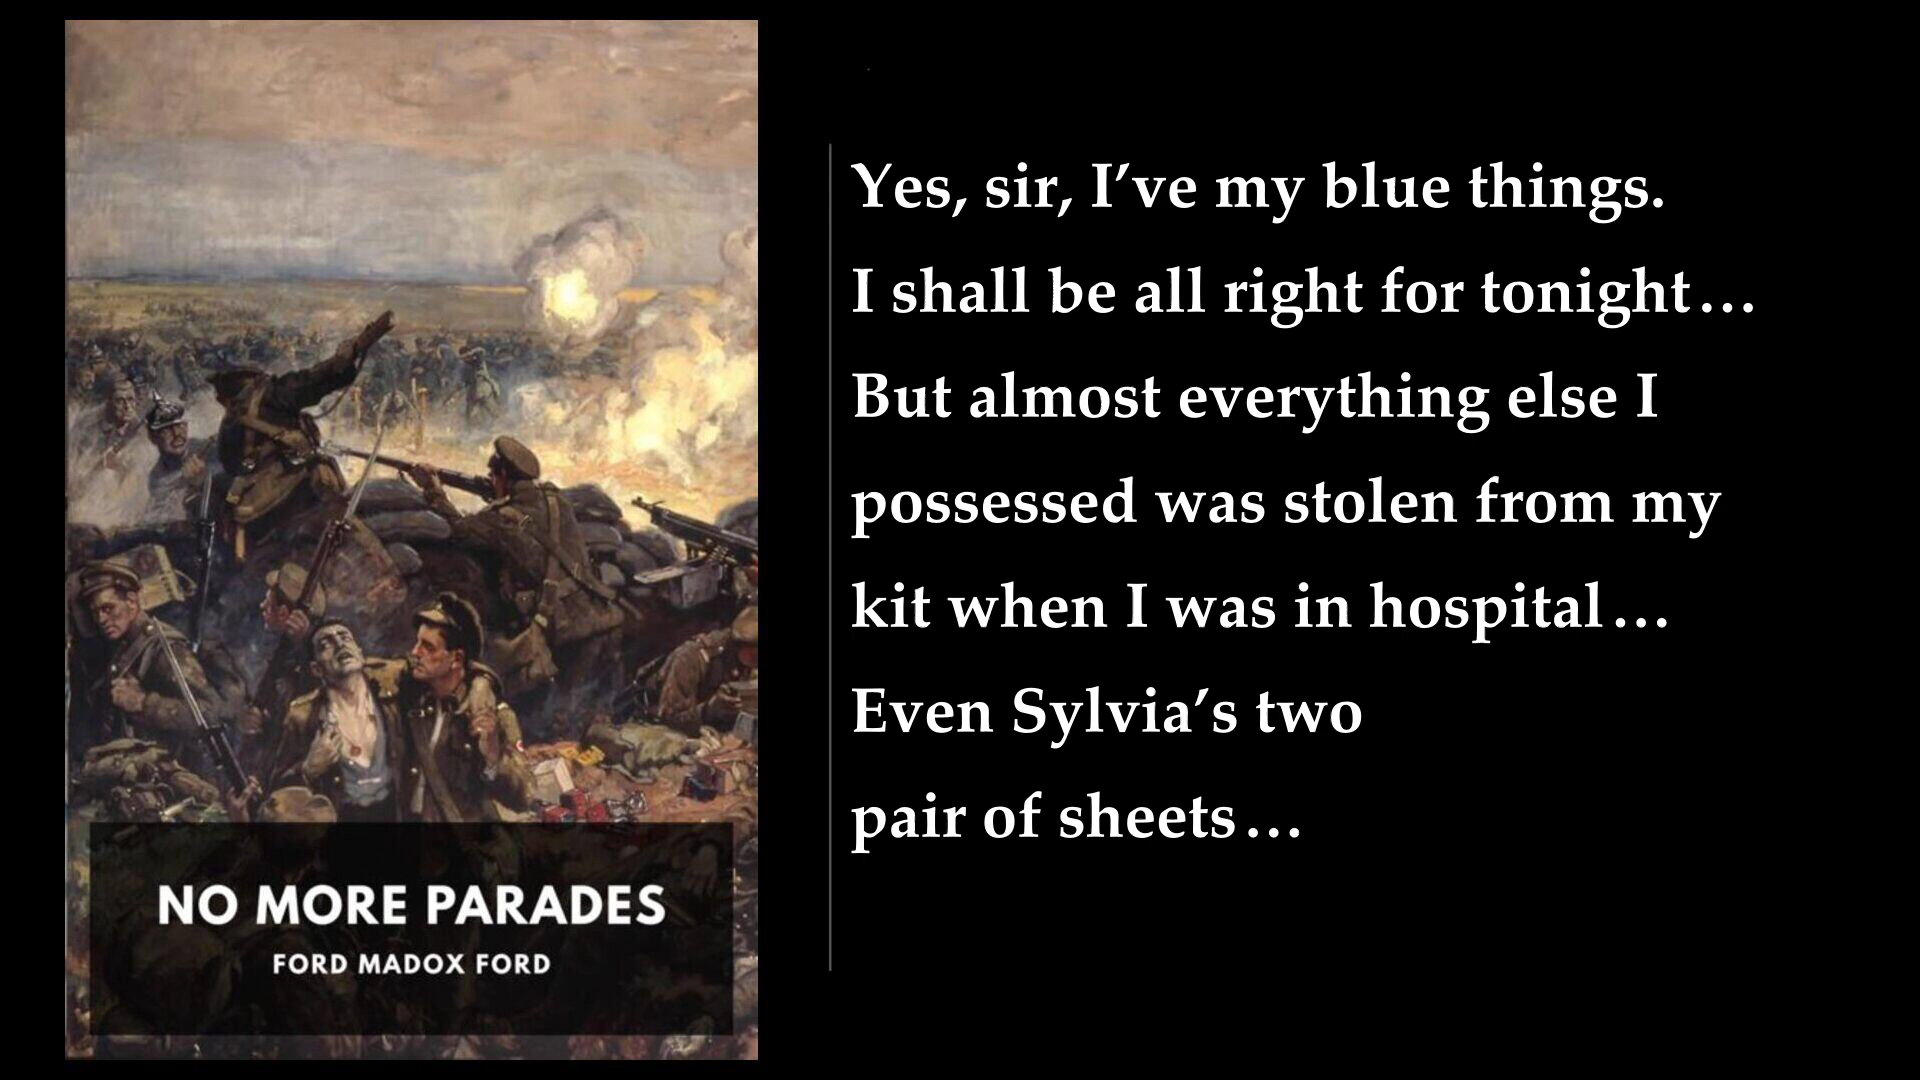 Yes, sir, I’ve my blue things.
I shall be all right for tonight…
But almost everything else I
possessed was stolen from my
kit when I was in hospital…
Even Sylvia’s two
pair of sheets…
NO MORE PARADES
FORD MADOX FORD